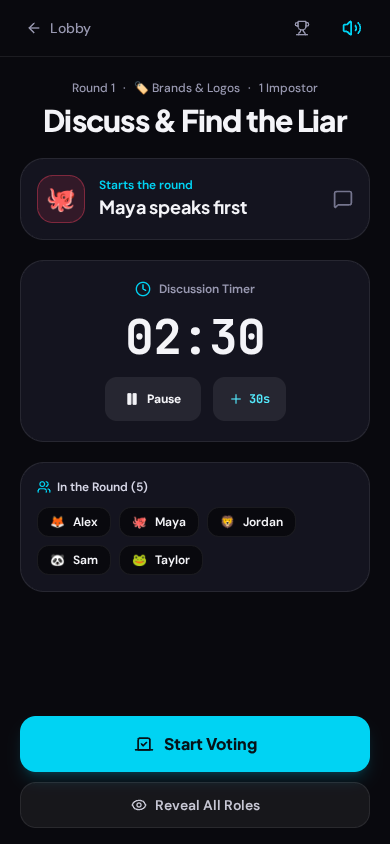 Lobby
Round 1 · 🏷️ Brands & Logos · 1 Impostor
Discuss & Find the Liar
Starts the round
Maya speaks first
Discussion Timer
02:30
Pause
+ 30s
In the Round (5)
Alex
Maya
Jordan
Sam
Taylor
Start Voting
Reveal All Roles